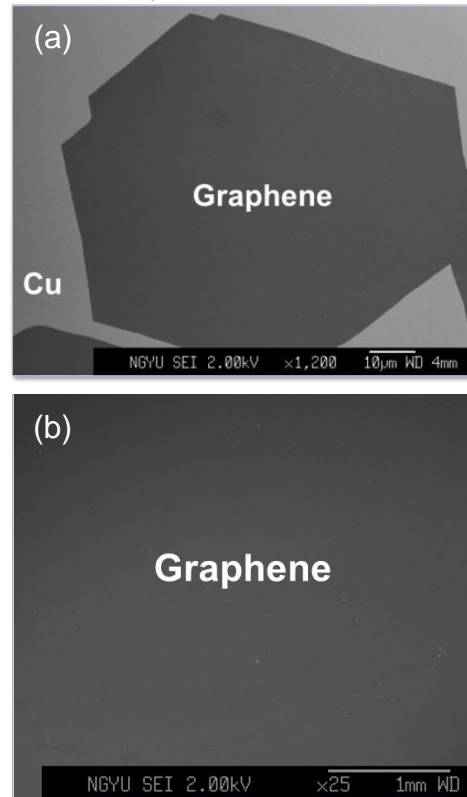 (a)
Graphene
Cu
NGYU SEI 2.00kV ×1,200 10µm WD 4mm
(b)
Graphene
NGYU SEI 2.00kV ×25 1mm WD